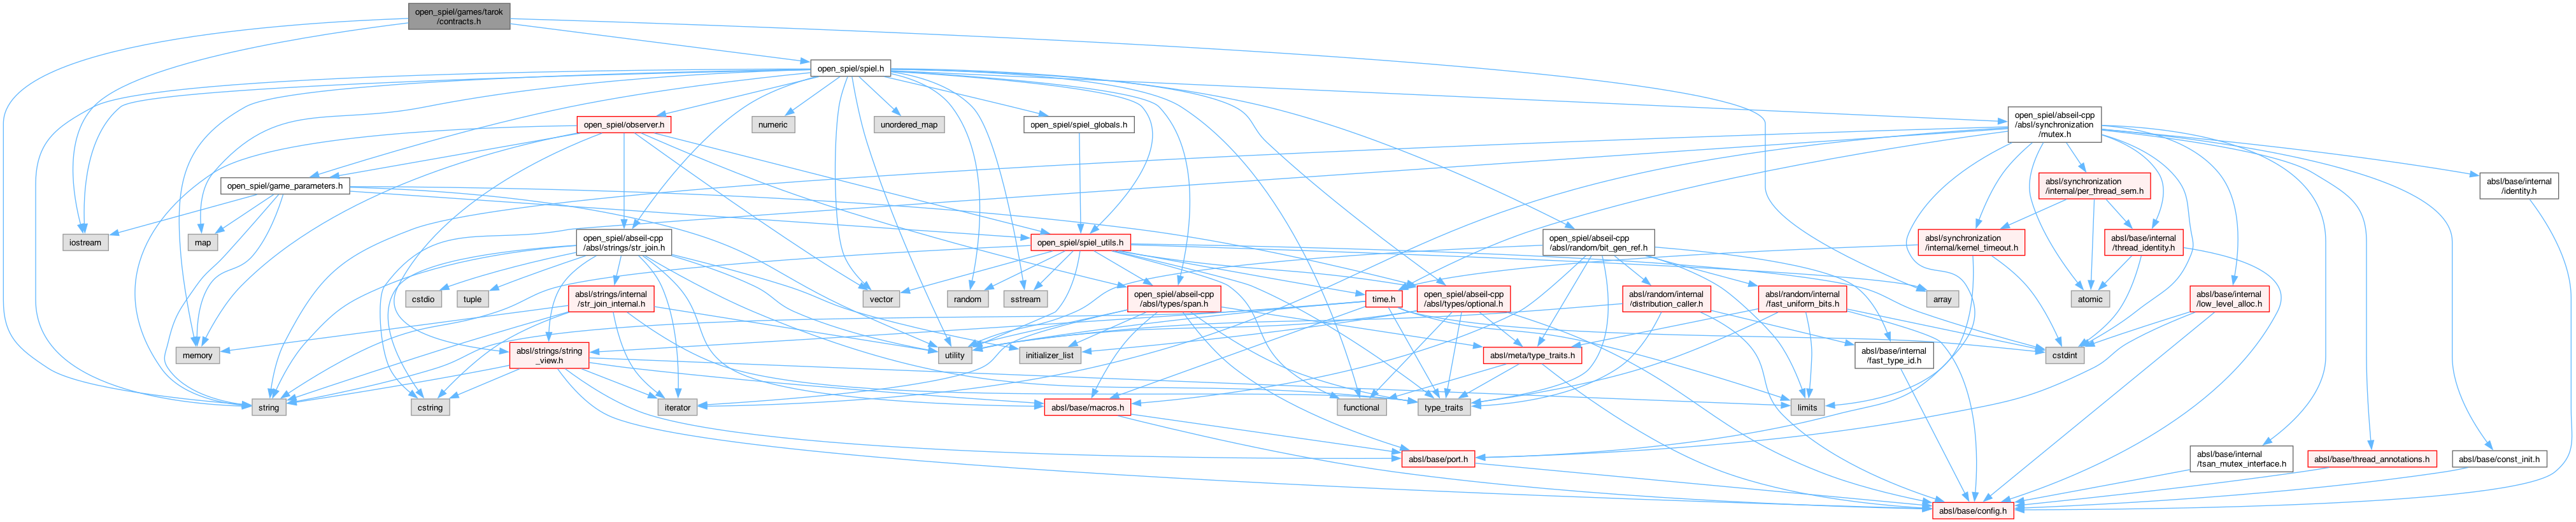 open_spiel/games/tarok
/contracts.h
open_spiel/spiel.h
open_spiel/observer.h
numeric
unordered_map
open_spiel/spiel_globals.h
open_spiel/abseil-cpp
/absl/synchronization
/mutex.h
open_spiel/game_parameters.h
absl/synchronization
/internal/per_thread_sem.h
absl/base/internal
/identity.h
iostream
map
open_spiel/abseil-cpp
/absl/strings/str_join.h
open_spiel/spiel_utils.h
open_spiel/abseil-cpp
/absl/random/bit_gen_ref.h
absl/synchronization
/internal/kernel_timeout.h
absl/base/internal
/thread_identity.h
cstdio
tuple
absl/strings/internal
/str_join_internal.h
vector
random
sstream
open_spiel/abseil-cpp
/absl/types/span.h
time.h
open_spiel/abseil-cpp
/absl/types/optional.h
absl/random/internal
/distribution_caller.h
absl/random/internal
/fast_uniform_bits.h
array
atomic
absl/base/internal
/low_level_alloc.h
memory
absl/strings/string
_view.h
utility
initializer_list
absl/meta/type_traits.h
absl/base/internal
/fast_type_id.h
cstdint
string
cstring
iterator
absl/base/macros.h
functional
type_traits
limits
absl/base/port.h
absl/base/internal
/tsan_mutex_interface.h
absl/base/thread_annotations.h
absl/base/const_init.h
absl/base/config.h